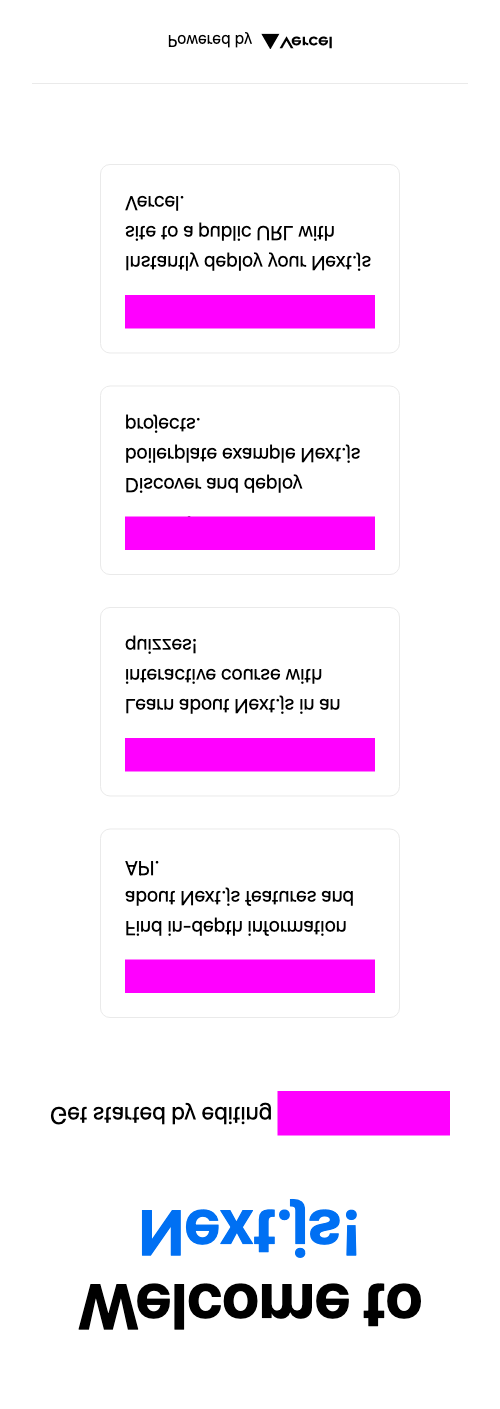 Welcome to
Next.js!
Get started by editing
Find in-depth information
about Next.js features and
API.
Learn about Next.js in an
interactive course with
quizzes!
Discover and deploy
boilerplate example Next.js
projects.
Instantly deploy your Next.js
site to a public URL with
Vercel.
Powered by Vercel